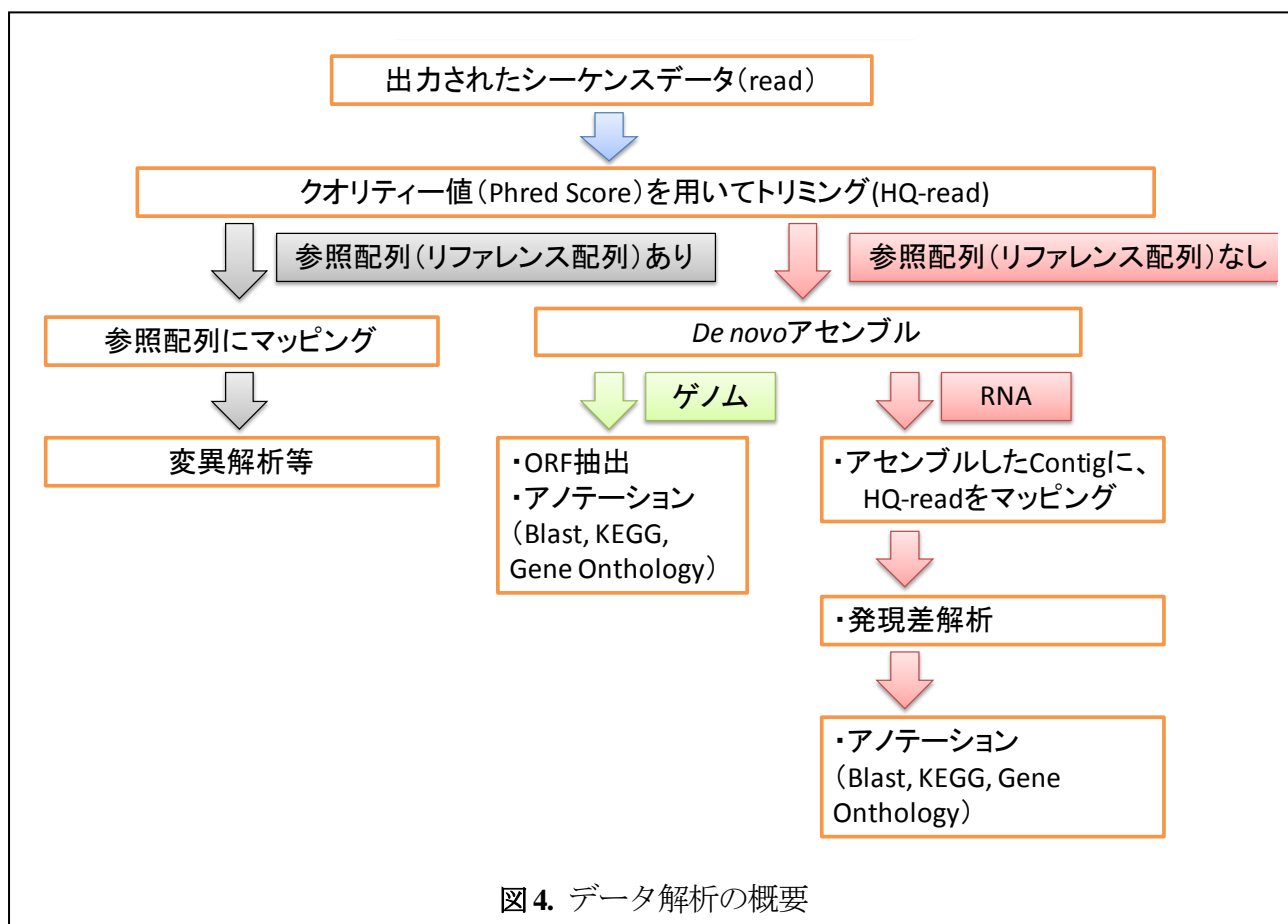 出力されたシーケンスデータ(read)
クオリティー値(Phred Score)を用いてトリミング(HQ-read)
参照配列(リファレンス配列)あり
参照配列(リファレンス配列)なし
参照配列にマッピング
De novoアセンブル
ゲノム
RNA
変異解析等
・ORF抽出
・アノテーション
(Blast, KEGG,
Gene Onthology)
・アセンブルしたContigに、
HQ-readをマッピング
・発現差解析
・アノテーション
(Blast, KEGG, Gene
Onthology)
図4. データ解析の概要